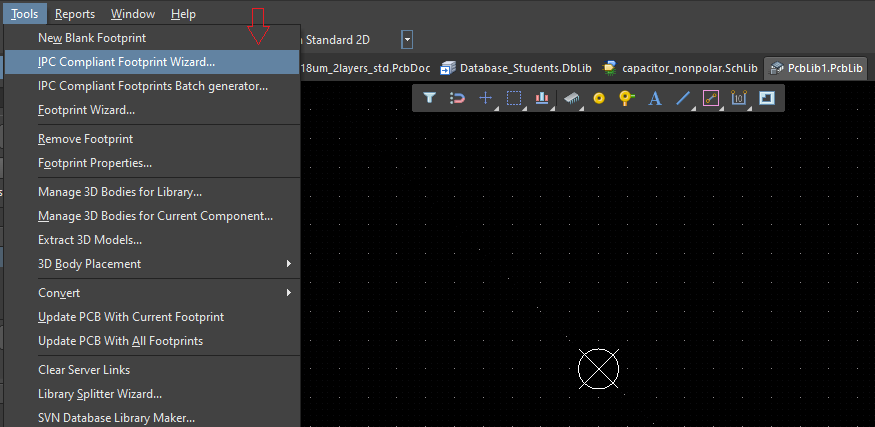 Tools Reports Window Help
New Blank Footprint
Standard 2D
IPC Compliant Footprint Wizard...
18um_2layers_std.PcbDoc Database_Students.DbLib capacitor_nonpolar.SchLib PcbLib1.PcbLib
IPC Compliant Footprints Batch generator...
Footprint Wizard...
A 10
Remove Footprint
Footprint Properties...
Manage 3D Bodies for Library...
Manage 3D Bodies for Current Component...
Extract 3D Models...
3D Body Placement
Convert
Update PCB With Current Footprint
Update PCB With All Footprints
Clear Server Links
Library Splitter Wizard...
SVN Database Library Maker...